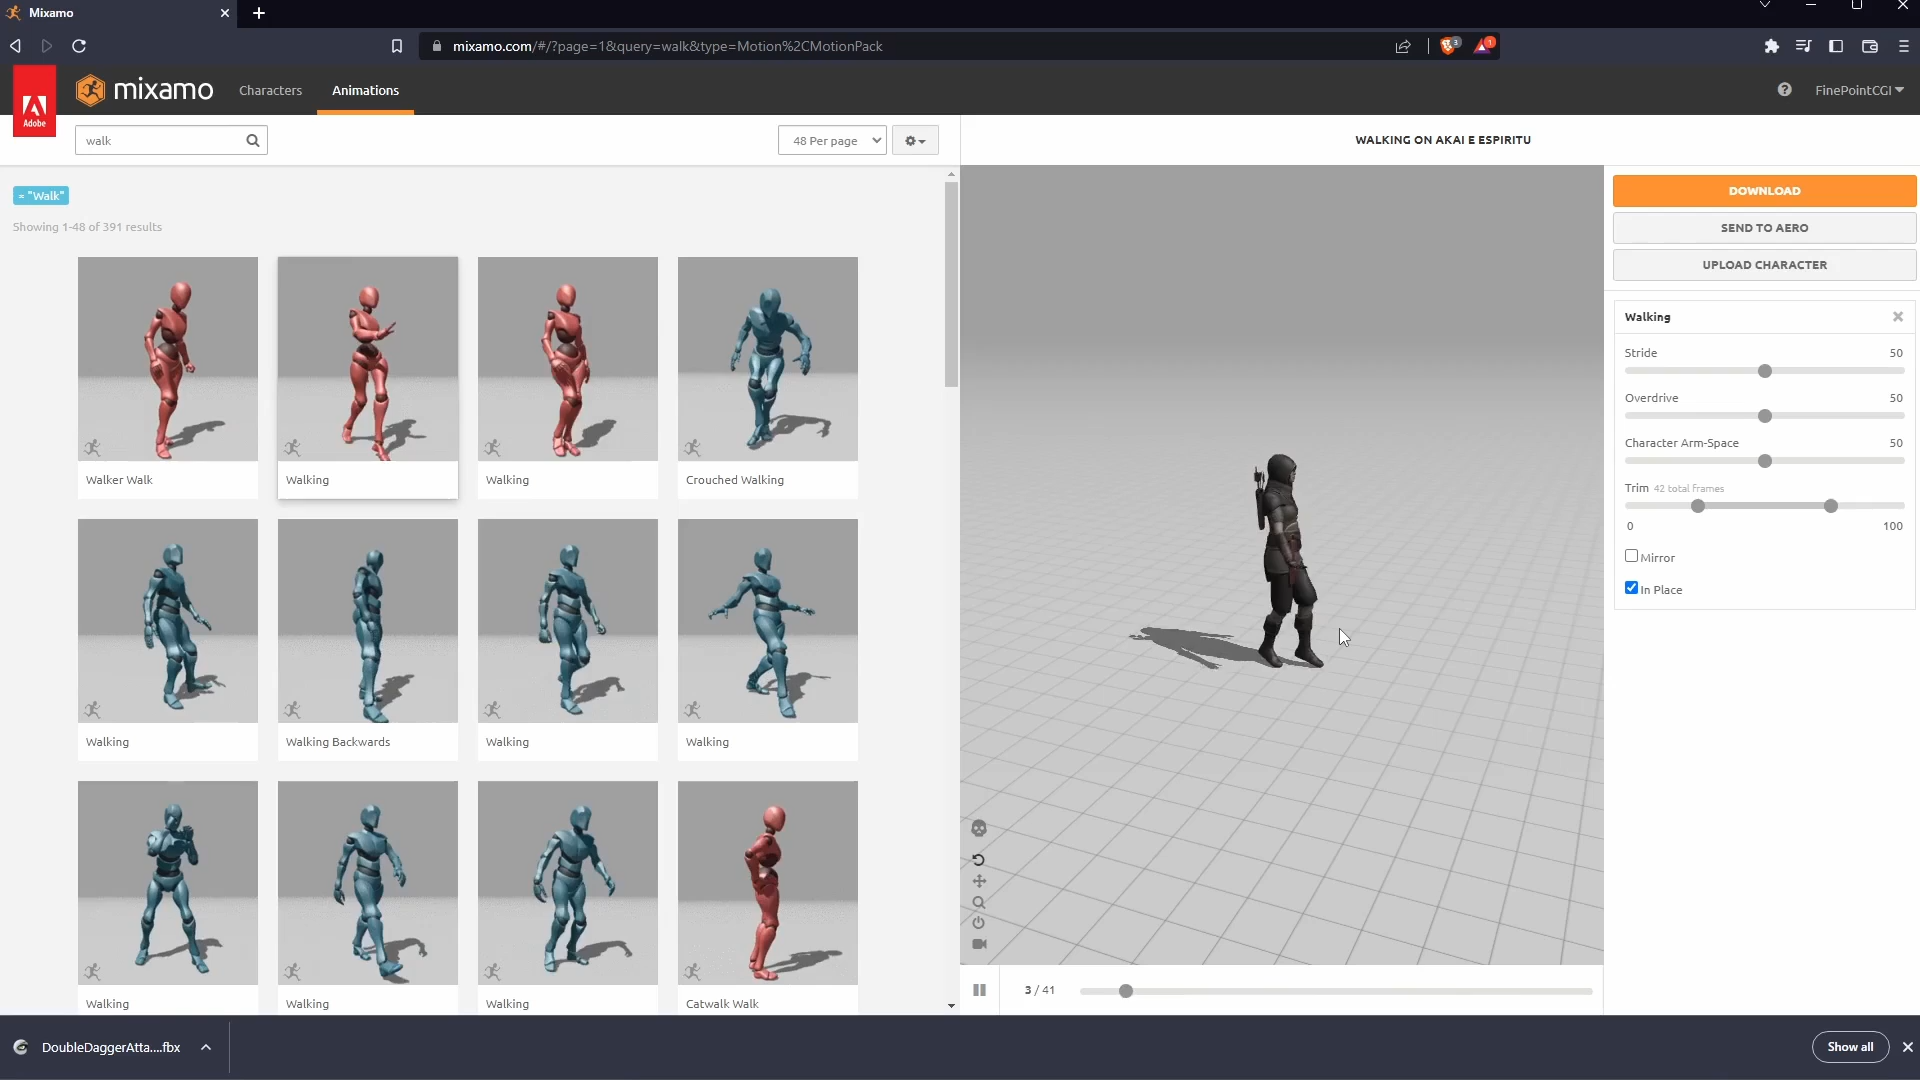 Mixamo
mixamo.com/#/?page=1&query=walk&type=Motion%2CMotionPack
3
1
Adobe
mixamo
Characters
Animations
FinePointCGI
walk
48 Per page
WALKING ON AKAI E ESPIRITU
× "Walk"
Showing 1-48 of 391 results
DOWNLOAD
SEND TO AERO
UPLOAD CHARACTER
Walking
Stride 50
Overdrive 50
Character Arm-Space 50
Trim 42 total frames
0 100
Mirror
In Place
Walker Walk
Walking
Walking
Crouched Walking
Walking
Walking Backwards
Walking
Walking
Walking
Walking
Walking
Catwalk Walk
3 / 41
DoubleDaggerAtta....fbx
Show all